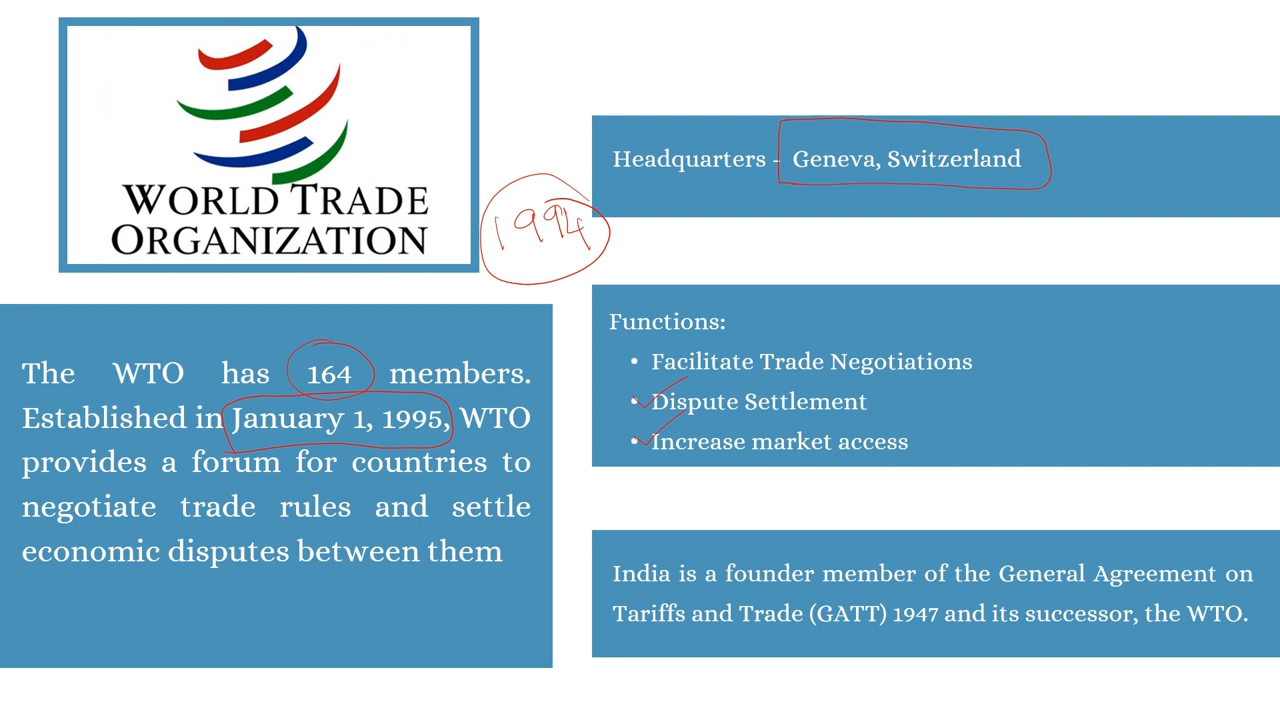 WORLD TRADE
ORGANIZATION
1994
The WTO has 164 members.
Established in January 1, 1995, WTO
provides a forum for countries to
negotiate trade rules and settle
economic disputes between them
Headquarters - Geneva, Switzerland
Functions:
• Facilitate Trade Negotiations
• Dispute Settlement
• Increase market access
India is a founder member of the General Agreement on
Tariffs and Trade (GATT) 1947 and its successor, the WTO.